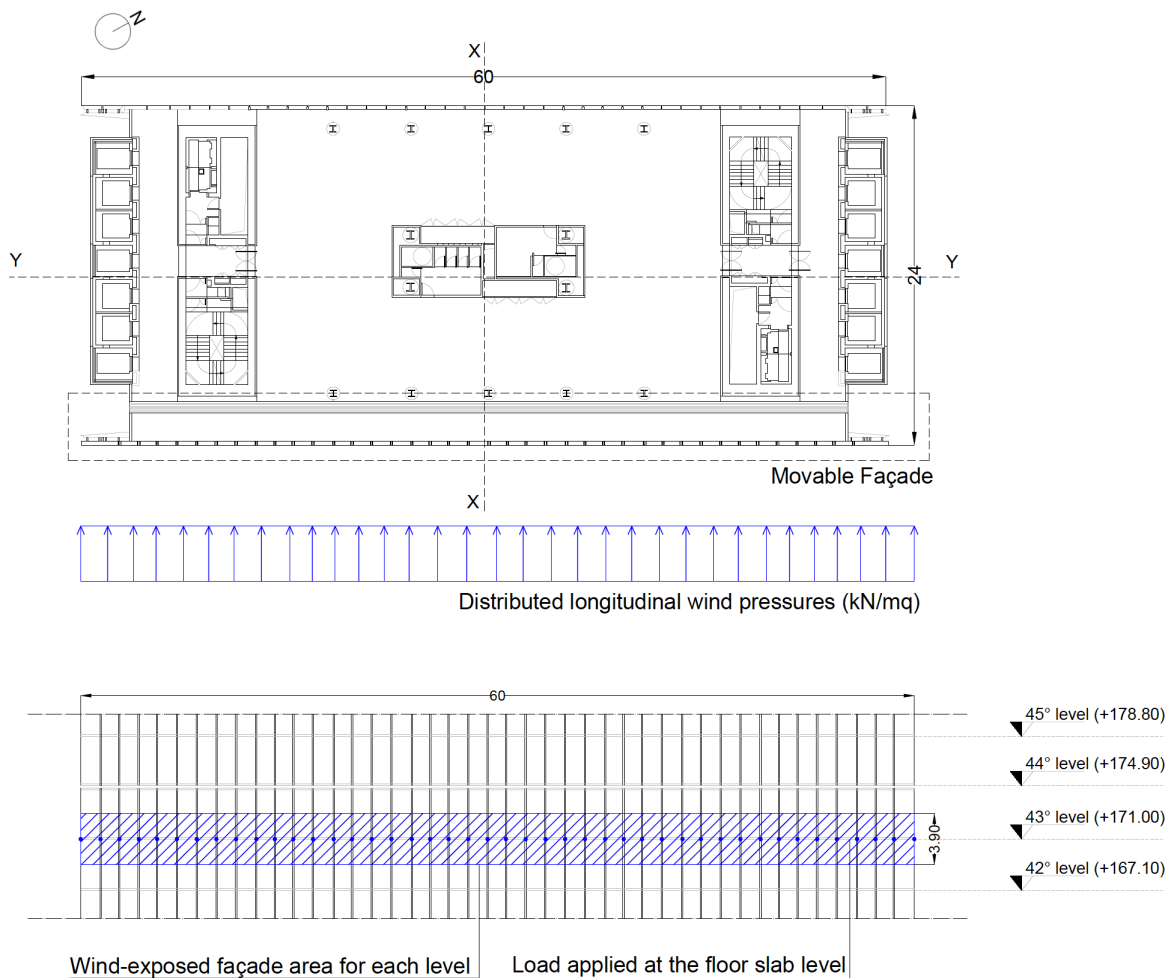 N
X
60
Y
Y
24
Movable Façade
X
Distributed longitudinal wind pressures (kN/mq)
60
45° level (+178.80)
44° level (+174.90)
43° level (+171.00)
3.90
42° level (+167.10)
Wind-exposed façade area for each level
Load applied at the floor slab level